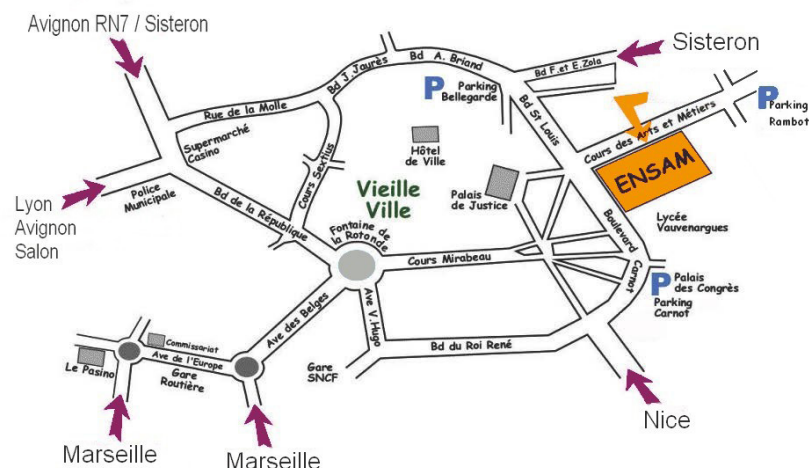 Avignon RN7 / Sisteron
Sisteron
Bd J.Jaurès
Bd A. Briand
Bd F.et E.Zola
P
Parking
Bellegarde
Bd St Louis
Cours des Arts et Métiers
P
Parking
Rambot
Rue de la Molle
Supermarché
Casino
Cours Sextius
Hôtel
de Ville
ENSAM
Police
Municipale
Vieille
Ville
Palais
de Justice
Lyon
Avignon
Salon
Bd de la République
Lycée
Vauvenargues
Fontaine de
la Rotonde
Cours Mirabeau
Boulevard
Carnot
P
Palais
des Congrès
Parking
Carnot
Ave des Belges
Ave V.Hugo
Bd du Roi René
Commissariat
Ave de l'Europe
Le Pasino
Gare
Routière
Gare
SNCF
Nice
Marseille
Marseille